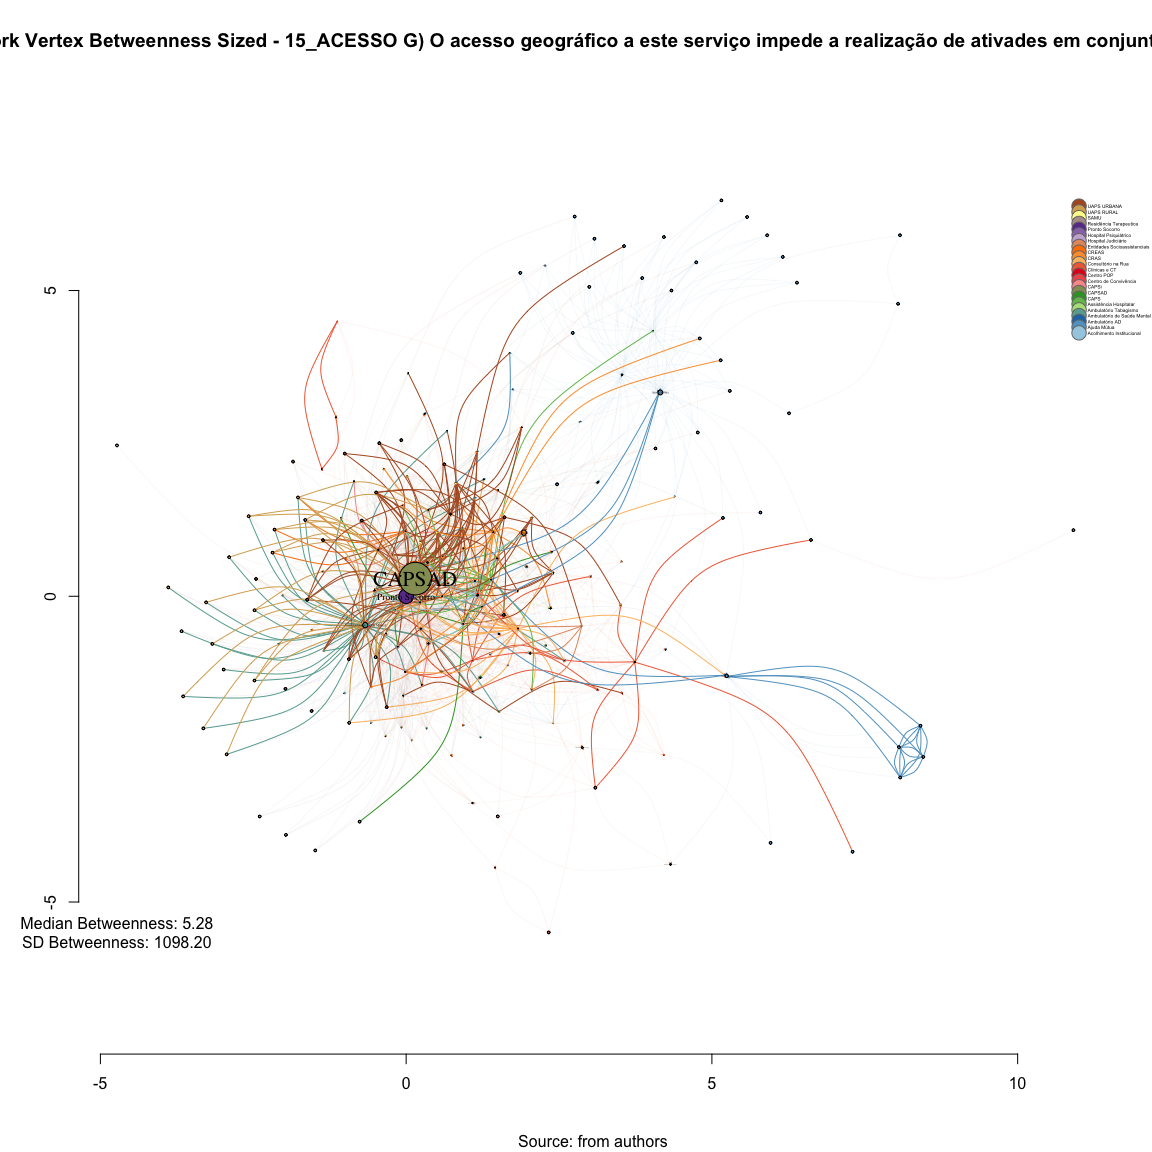 rk Vertex Betweenness Sized - 15_ACESSO G) O acesso geográfico a este serviço impede a realização de ativades em conjunt
UAPS URBANA
UAPS RURAL
SAMU
Residência Terapeutica
Pronto Socorro
Hospital Psiquiátrico
Hospital Judiciário
Entidades Socioassistenciais
CREAS
CRAS
Consultório na Rua
Clínicas e CT
Centro POP
Centro de Convivência
CAPSi
CAPSAD
CAPS
Assistência Hospitalar
Ambulatório Tabagismo
Ambulatório de Saúde Mental
Ambulatório AD
Ajuda Mútua
Acolhimento Institucional
5
0
-5
CAPSAD
Pronto Socorro
Median Betweenness: 5.28
SD Betweenness: 1098.20
-5
0
5
10
Source: from authors